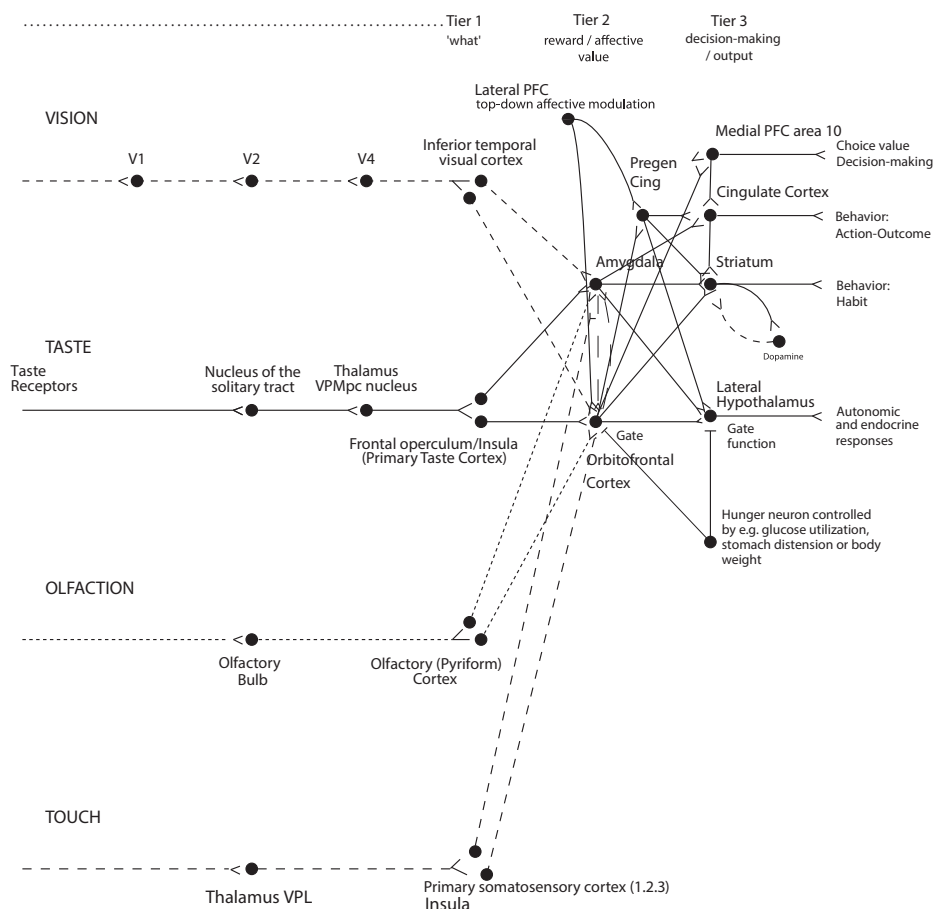 Tier 1
'what'
Tier 2
reward / affective
value
Tier 3
decision-making
/ output
Lateral PFC
top-down affective modulation
VISION
V1
V2
V4
Inferior temporal
visual cortex
Pregen
Cing
Medial PFC area 10
Choice value
Decision-making
Cingulate Cortex
Behavior:
Action-Outcome
Amygdala
Striatum
Behavior:
Habit
Dopamine
TASTE
Taste
Receptors
Nucleus of the
solitary tract
Thalamus
VPMpc nucleus
Frontal operculum/Insula
(Primary Taste Cortex)
Gate
Orbitofrontal
Cortex
Lateral
Hypothalamus
Gate
function
Autonomic
and endocrine
responses
Hunger neuron controlled
by e.g. glucose utilization,
stomach distension or body
weight
OLFACTION
Olfactory
Bulb
Olfactory (Pyriform)
Cortex
TOUCH
Thalamus VPL
Primary somatosensory cortex (1.2.3)
Insula